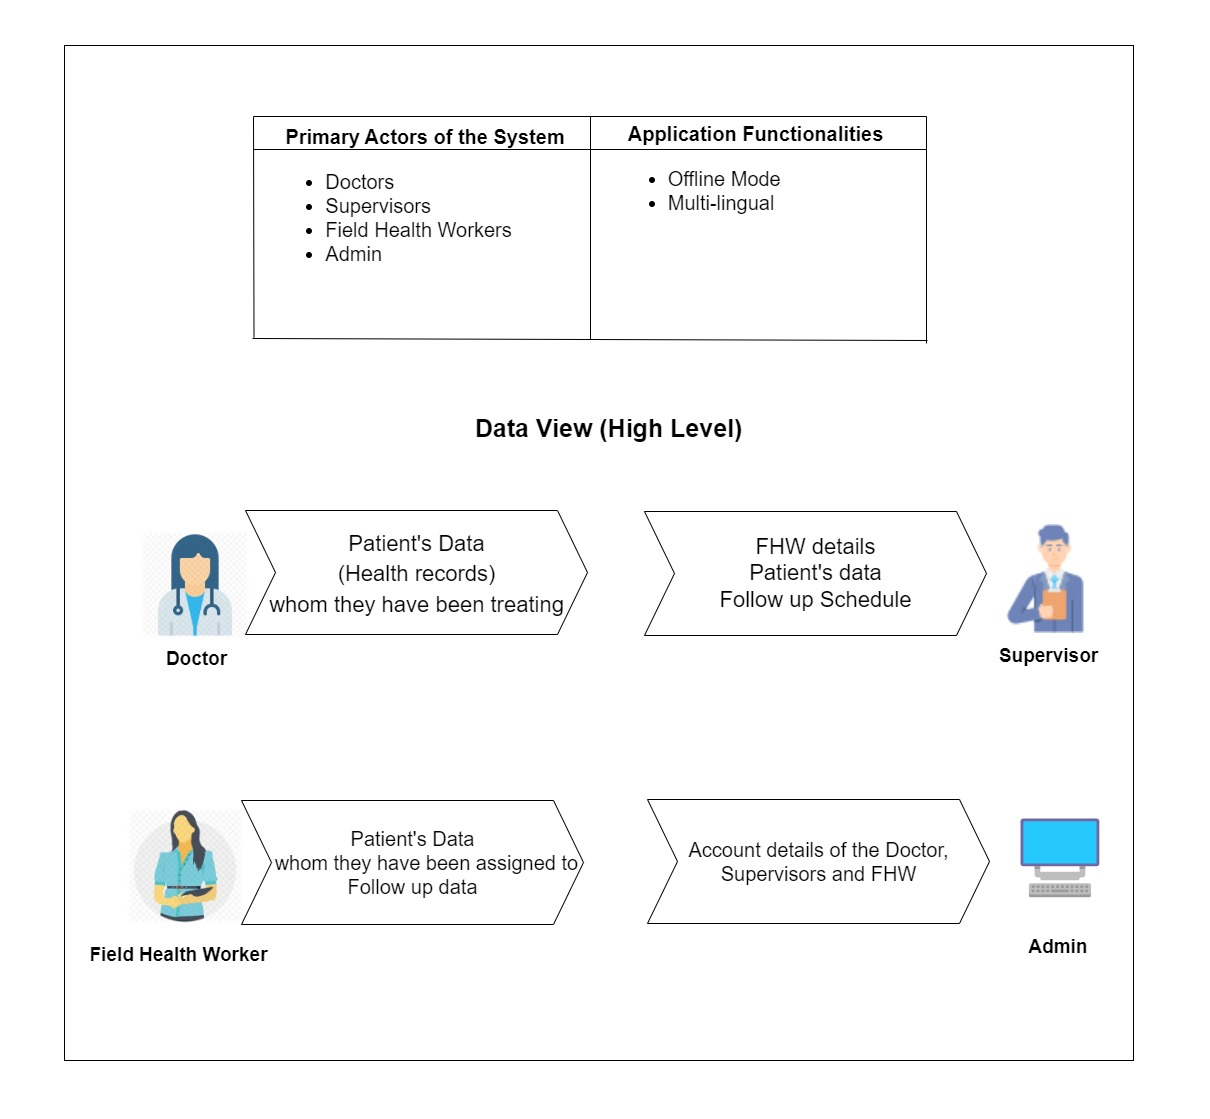 Primary Actors of the System
Application Functionalities
Doctors
Supervisors
Field Health Workers
Admin
Offline Mode
Multi-lingual
Data View (High Level)
Patient's Data
(Health records)
whom they have been treating
Doctor
FHW details
Patient's data
Follow up Schedule
Supervisor
Patient's Data
whom they have been assigned to
Follow up data
Field Health Worker
Account details of the Doctor,
Supervisors and FHW
Admin